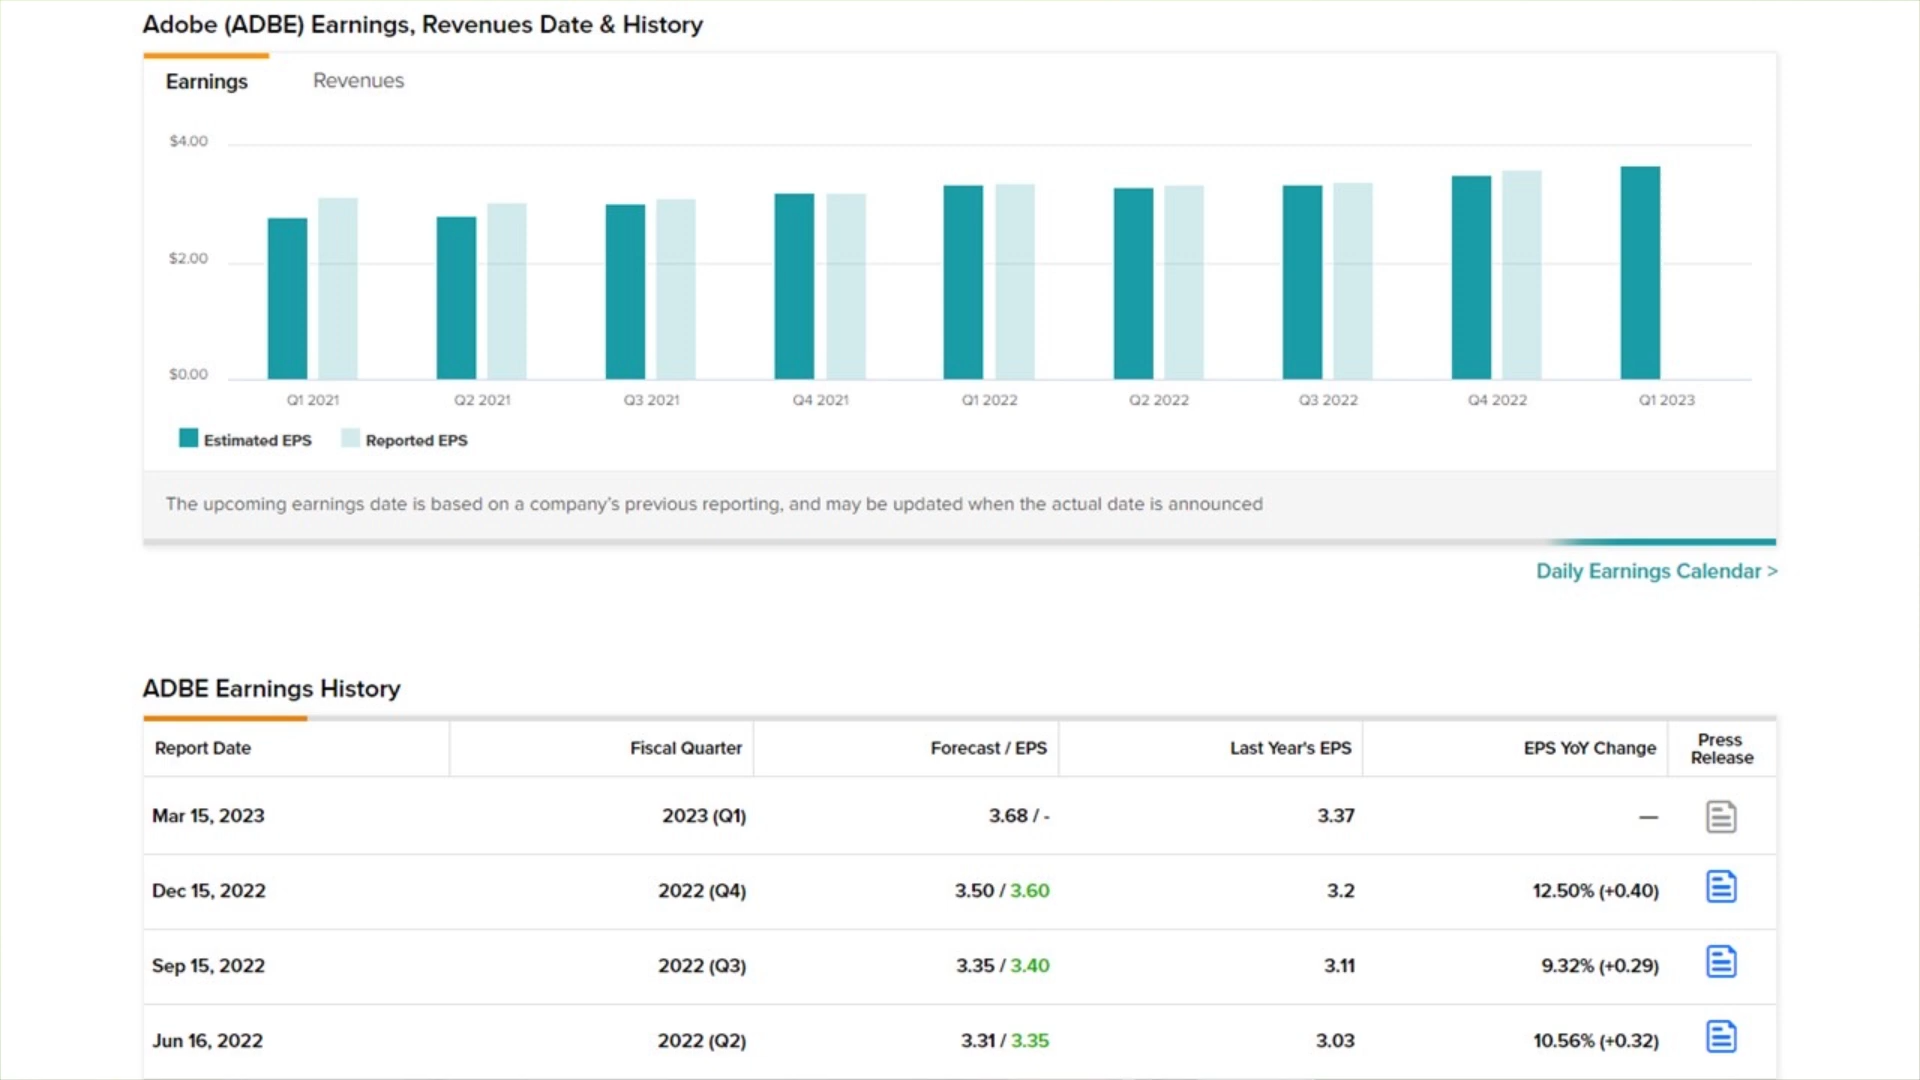 Adobe (ADBE) Earnings, Revenues Date & History
Earnings Revenues
$4.00
$2.00
$0.00
Q1 2021 Q2 2021 Q3 2021 Q4 2021 Q1 2022 Q2 2022 Q3 2022 Q4 2022 Q1 2023
Estimated EPS Reported EPS
The upcoming earnings date is based on a company's previous reporting, and may be updated when the actual date is announced
Daily Earnings Calendar >
ADBE Earnings History
Report Date Fiscal Quarter Forecast / EPS Last Year's EPS EPS YoY Change Press Release
Mar 15, 2023 2023 (Q1) 3.68 / - 3.37 —
Dec 15, 2022 2022 (Q4) 3.50 / 3.60 3.2 12.50% (+0.40)
Sep 15, 2022 2022 (Q3) 3.35 / 3.40 3.11 9.32% (+0.29)
Jun 16, 2022 2022 (Q2) 3.31 / 3.35 3.03 10.56% (+0.32)